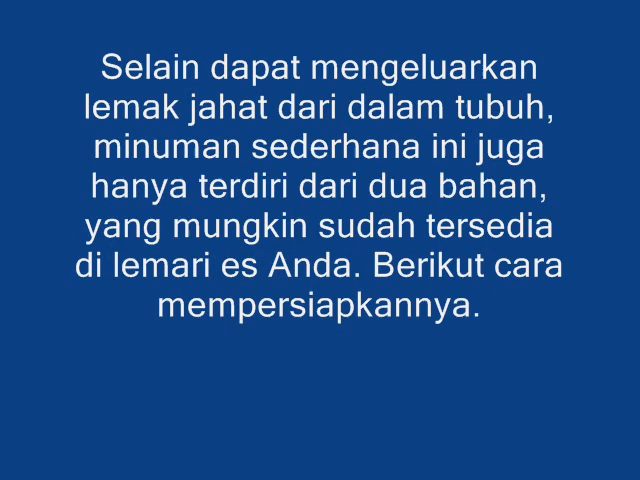 Selain dapat mengeluarkan
lemak jahat dari dalam tubuh,
minuman sederhana ini juga
hanya terdiri dari dua bahan,
yang mungkin sudah tersedia
di lemari es Anda. Berikut cara
mempersiapkannya.